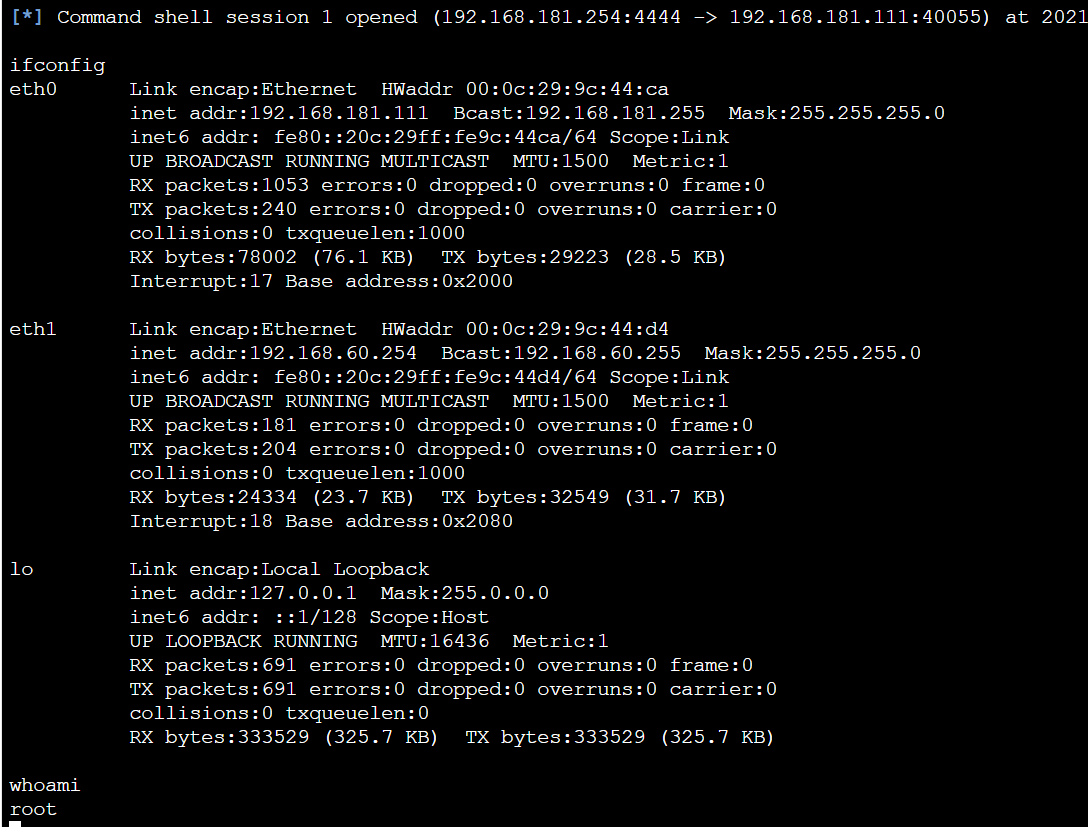 [*] Command shell session 1 opened (192.168.181.254:4444 -> 192.168.181.111:40055) at 2021
ifconfig
eth0      Link encap:Ethernet  HWaddr 00:0c:29:9c:44:ca
          inet addr:192.168.181.111  Bcast:192.168.181.255  Mask:255.255.255.0
          inet6 addr: fe80::20c:29ff:fe9c:44ca/64 Scope:Link
          UP BROADCAST RUNNING MULTICAST  MTU:1500  Metric:1
          RX packets:1053 errors:0 dropped:0 overruns:0 frame:0
          TX packets:240 errors:0 dropped:0 overruns:0 carrier:0
          collisions:0 txqueuelen:1000
          RX bytes:78002 (76.1 KB)  TX bytes:29223 (28.5 KB)
          Interrupt:17 Base address:0x2000
eth1      Link encap:Ethernet  HWaddr 00:0c:29:9c:44:d4
          inet addr:192.168.60.254  Bcast:192.168.60.255  Mask:255.255.255.0
          inet6 addr: fe80::20c:29ff:fe9c:44d4/64 Scope:Link
          UP BROADCAST RUNNING MULTICAST  MTU:1500  Metric:1
          RX packets:181 errors:0 dropped:0 overruns:0 frame:0
          TX packets:204 errors:0 dropped:0 overruns:0 carrier:0
          collisions:0 txqueuelen:1000
          RX bytes:24334 (23.7 KB)  TX bytes:32549 (31.7 KB)
          Interrupt:18 Base address:0x2080
lo        Link encap:Local Loopback
          inet addr:127.0.0.1  Mask:255.0.0.0
          inet6 addr: ::1/128 Scope:Host
          UP LOOPBACK RUNNING  MTU:16436  Metric:1
          RX packets:691 errors:0 dropped:0 overruns:0 frame:0
          TX packets:691 errors:0 dropped:0 overruns:0 carrier:0
          collisions:0 txqueuelen:0
          RX bytes:333529 (325.7 KB)  TX bytes:333529 (325.7 KB)
whoami
root